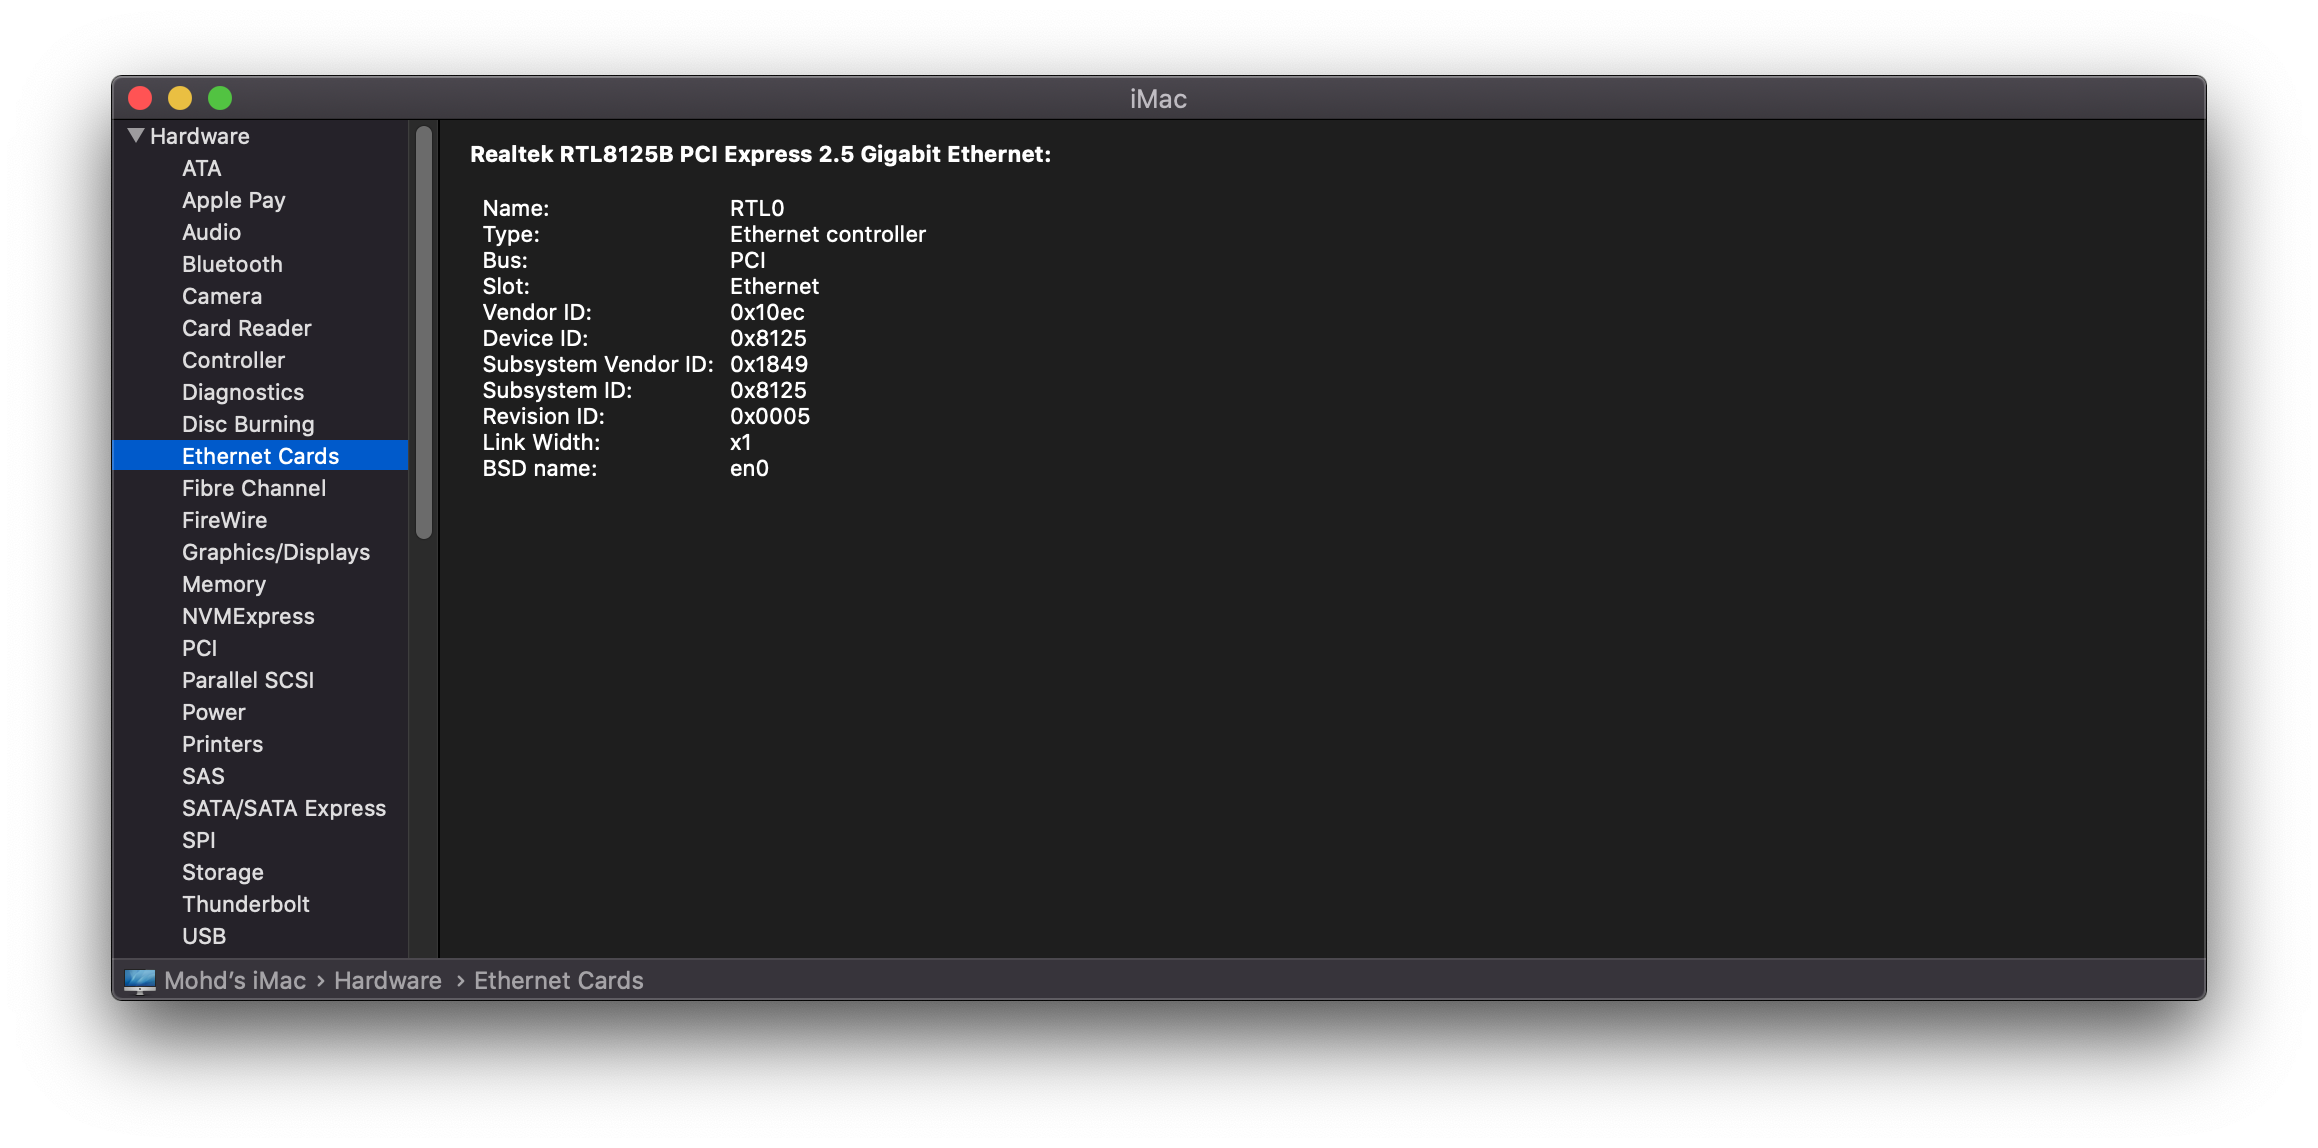 iMac
Hardware
ATA
Apple Pay
Audio
Bluetooth
Camera
Card Reader
Controller
Diagnostics
Disc Burning
Ethernet Cards
Fibre Channel
FireWire
Graphics/Displays
Memory
NVMExpress
PCI
Parallel SCSI
Power
Printers
SAS
SATA/SATA Express
SPI
Storage
Thunderbolt
USB
Realtek RTL8125B PCI Express 2.5 Gigabit Ethernet:
Name: RTL0
Type: Ethernet controller
Bus: PCI
Slot: Ethernet
Vendor ID: 0x10ec
Device ID: 0x8125
Subsystem Vendor ID: 0x1849
Subsystem ID: 0x8125
Revision ID: 0x0005
Link Width: x1
BSD name: en0
Mohd’s iMac › Hardware › Ethernet Cards